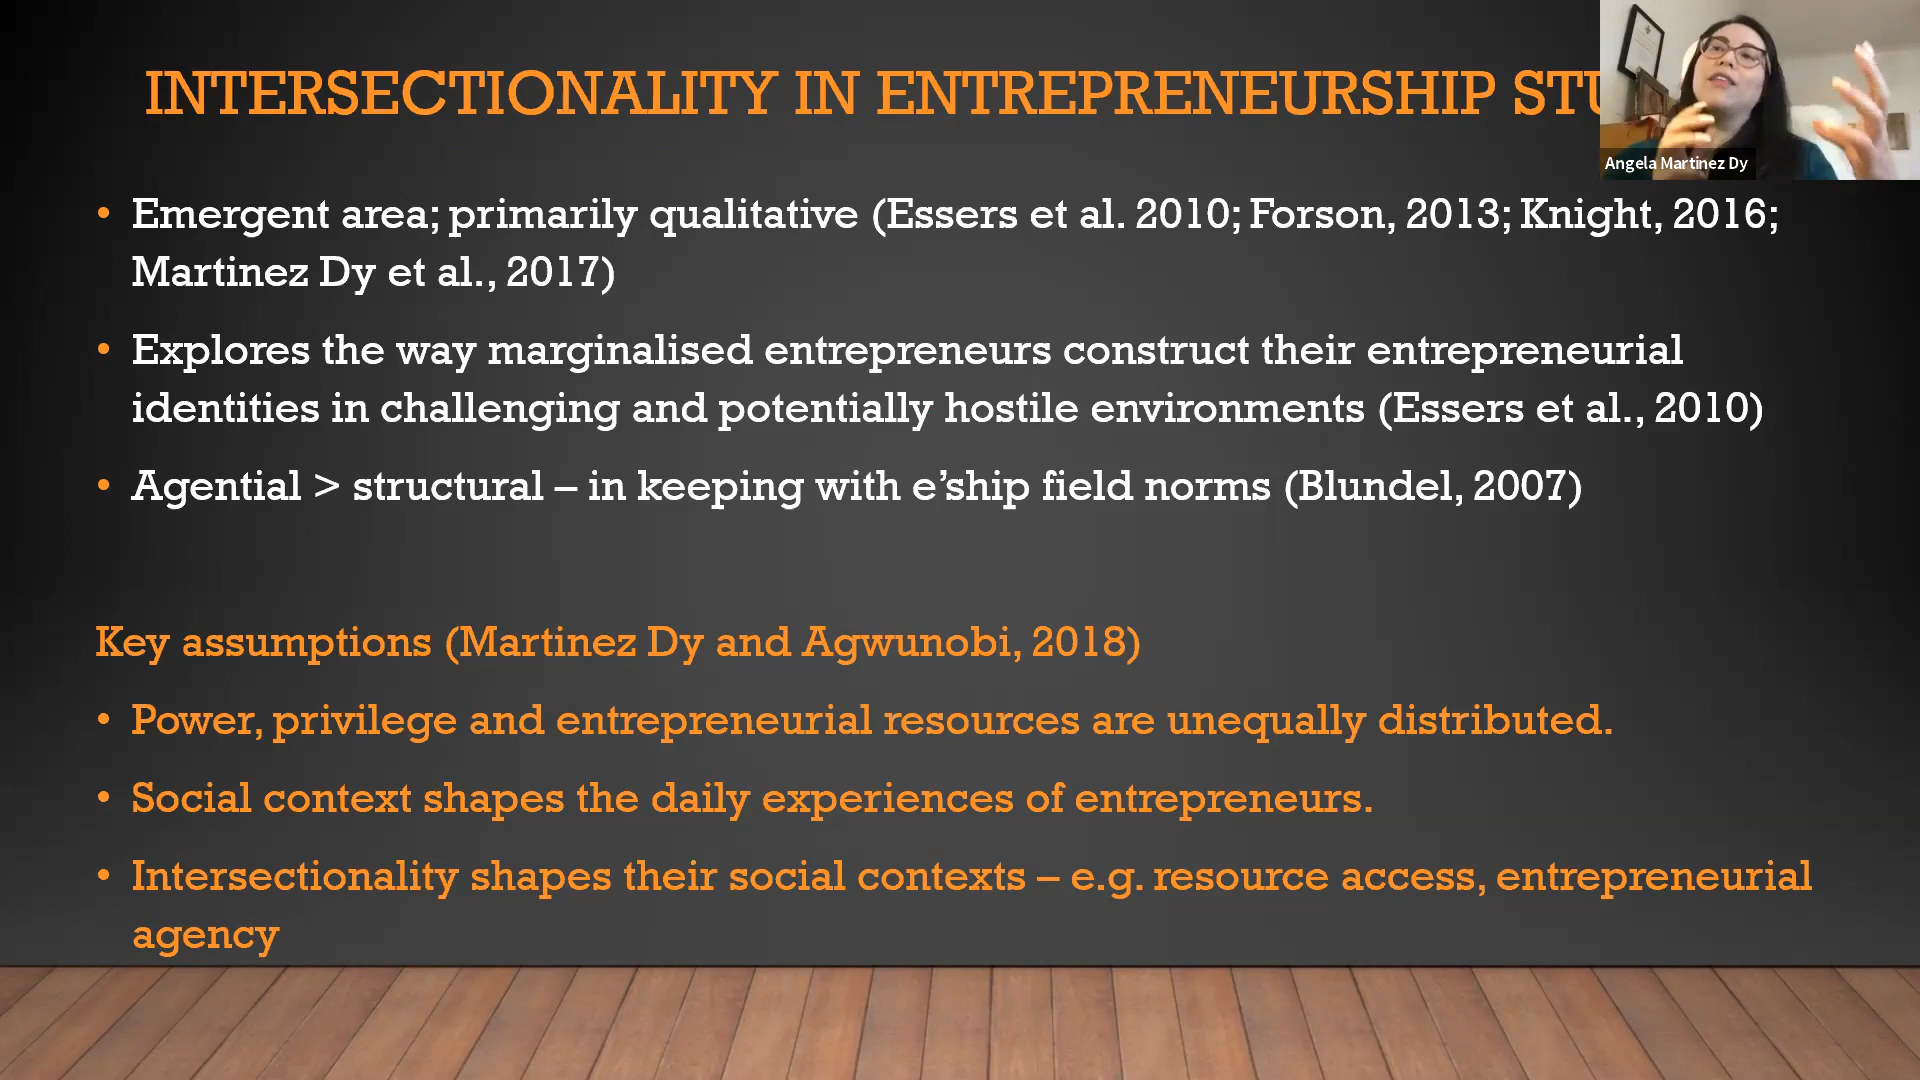 INTERSECTIONALITY IN ENTREPRENEURSHIP
Angela Martinez Dy
• Emergent area; primarily qualitative (Essers et al. 2010; Forson, 2013; Knight, 2016;
Martinez Dy et al., 2017)
• Explores the way marginalised entrepreneurs construct their entrepreneurial
identities in challenging and potentially hostile environments (Essers et al., 2010)
• Agential > structural – in keeping with e’ship field norms (Blundel, 2007)
Key assumptions (Martinez Dy and Agwunobi, 2018)
• Power, privilege and entrepreneurial resources are unequally distributed.
• Social context shapes the daily experiences of entrepreneurs.
• Intersectionality shapes their social contexts – e.g. resource access, entrepreneurial
agency